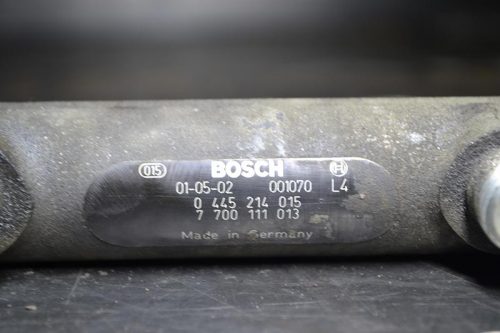 015 BOSCH
01-05-02 001070 L4
0 445 214 015
7 700 111 013
Made in Germany